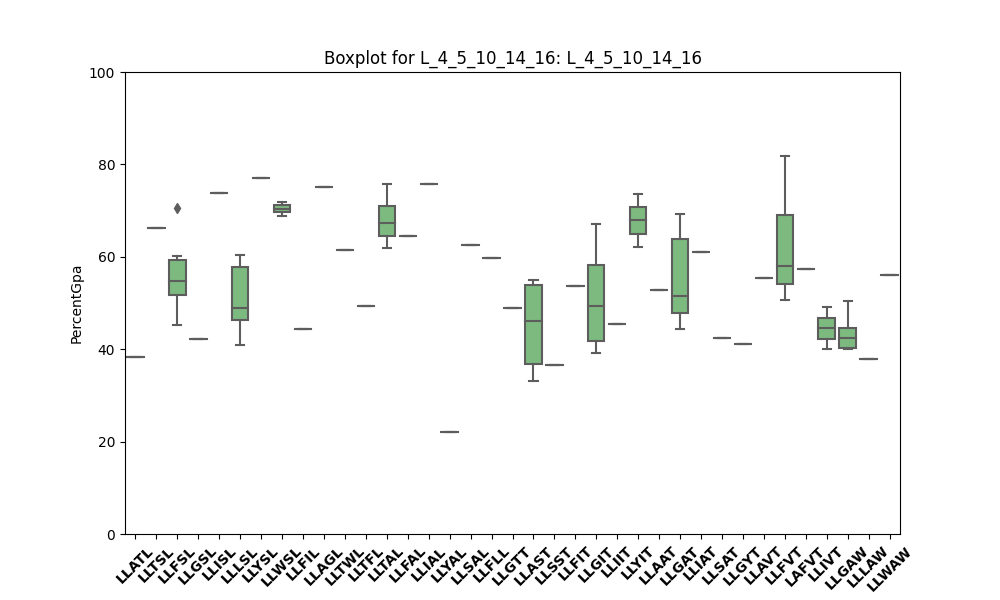 Boxplot for L_4_5_10_14_16: L_4_5_10_14_16
PercentGpa
100
80
60
40
20
0
LLATL
LLTSL
LLFSL
LLGSL
LLISL
LLLSL
LLYSL
LLWSL
LLFIL
LLAGL
LLTWL
LLTFL
LLTAL
LLFAL
LLIAL
LLYAL
LLSAL
LLFLL
LLGTT
LLAST
LLSST
LLFIT
LLGIT
LLIIT
LLYIT
LLAAT
LLGAT
LLIAT
LLSAT
LLGYT
LLAVT
LLFVT
LAFVT
LLIVT
LLGAW
LLLAW
LLWAW